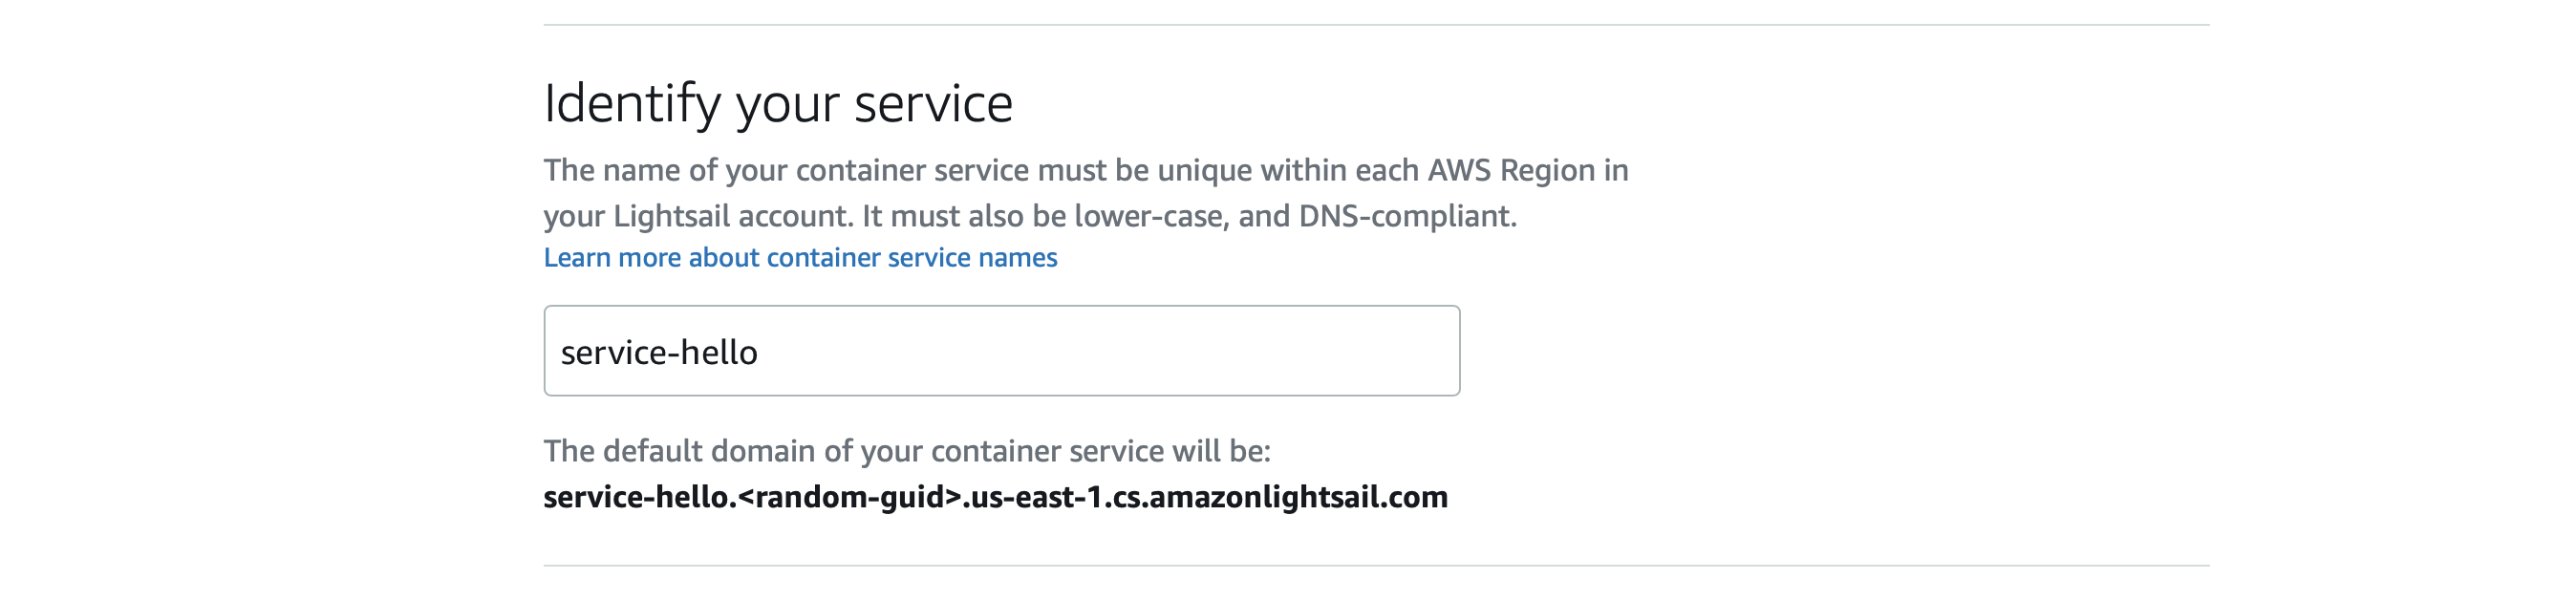 Identify your service
The name of your container service must be unique within each AWS Region in
your Lightsail account. It must also be lower-case, and DNS-compliant.
Learn more about container service names
service-hello
The default domain of your container service will be:
service-hello.<random-guid>.us-east-1.cs.amazonlightsail.com